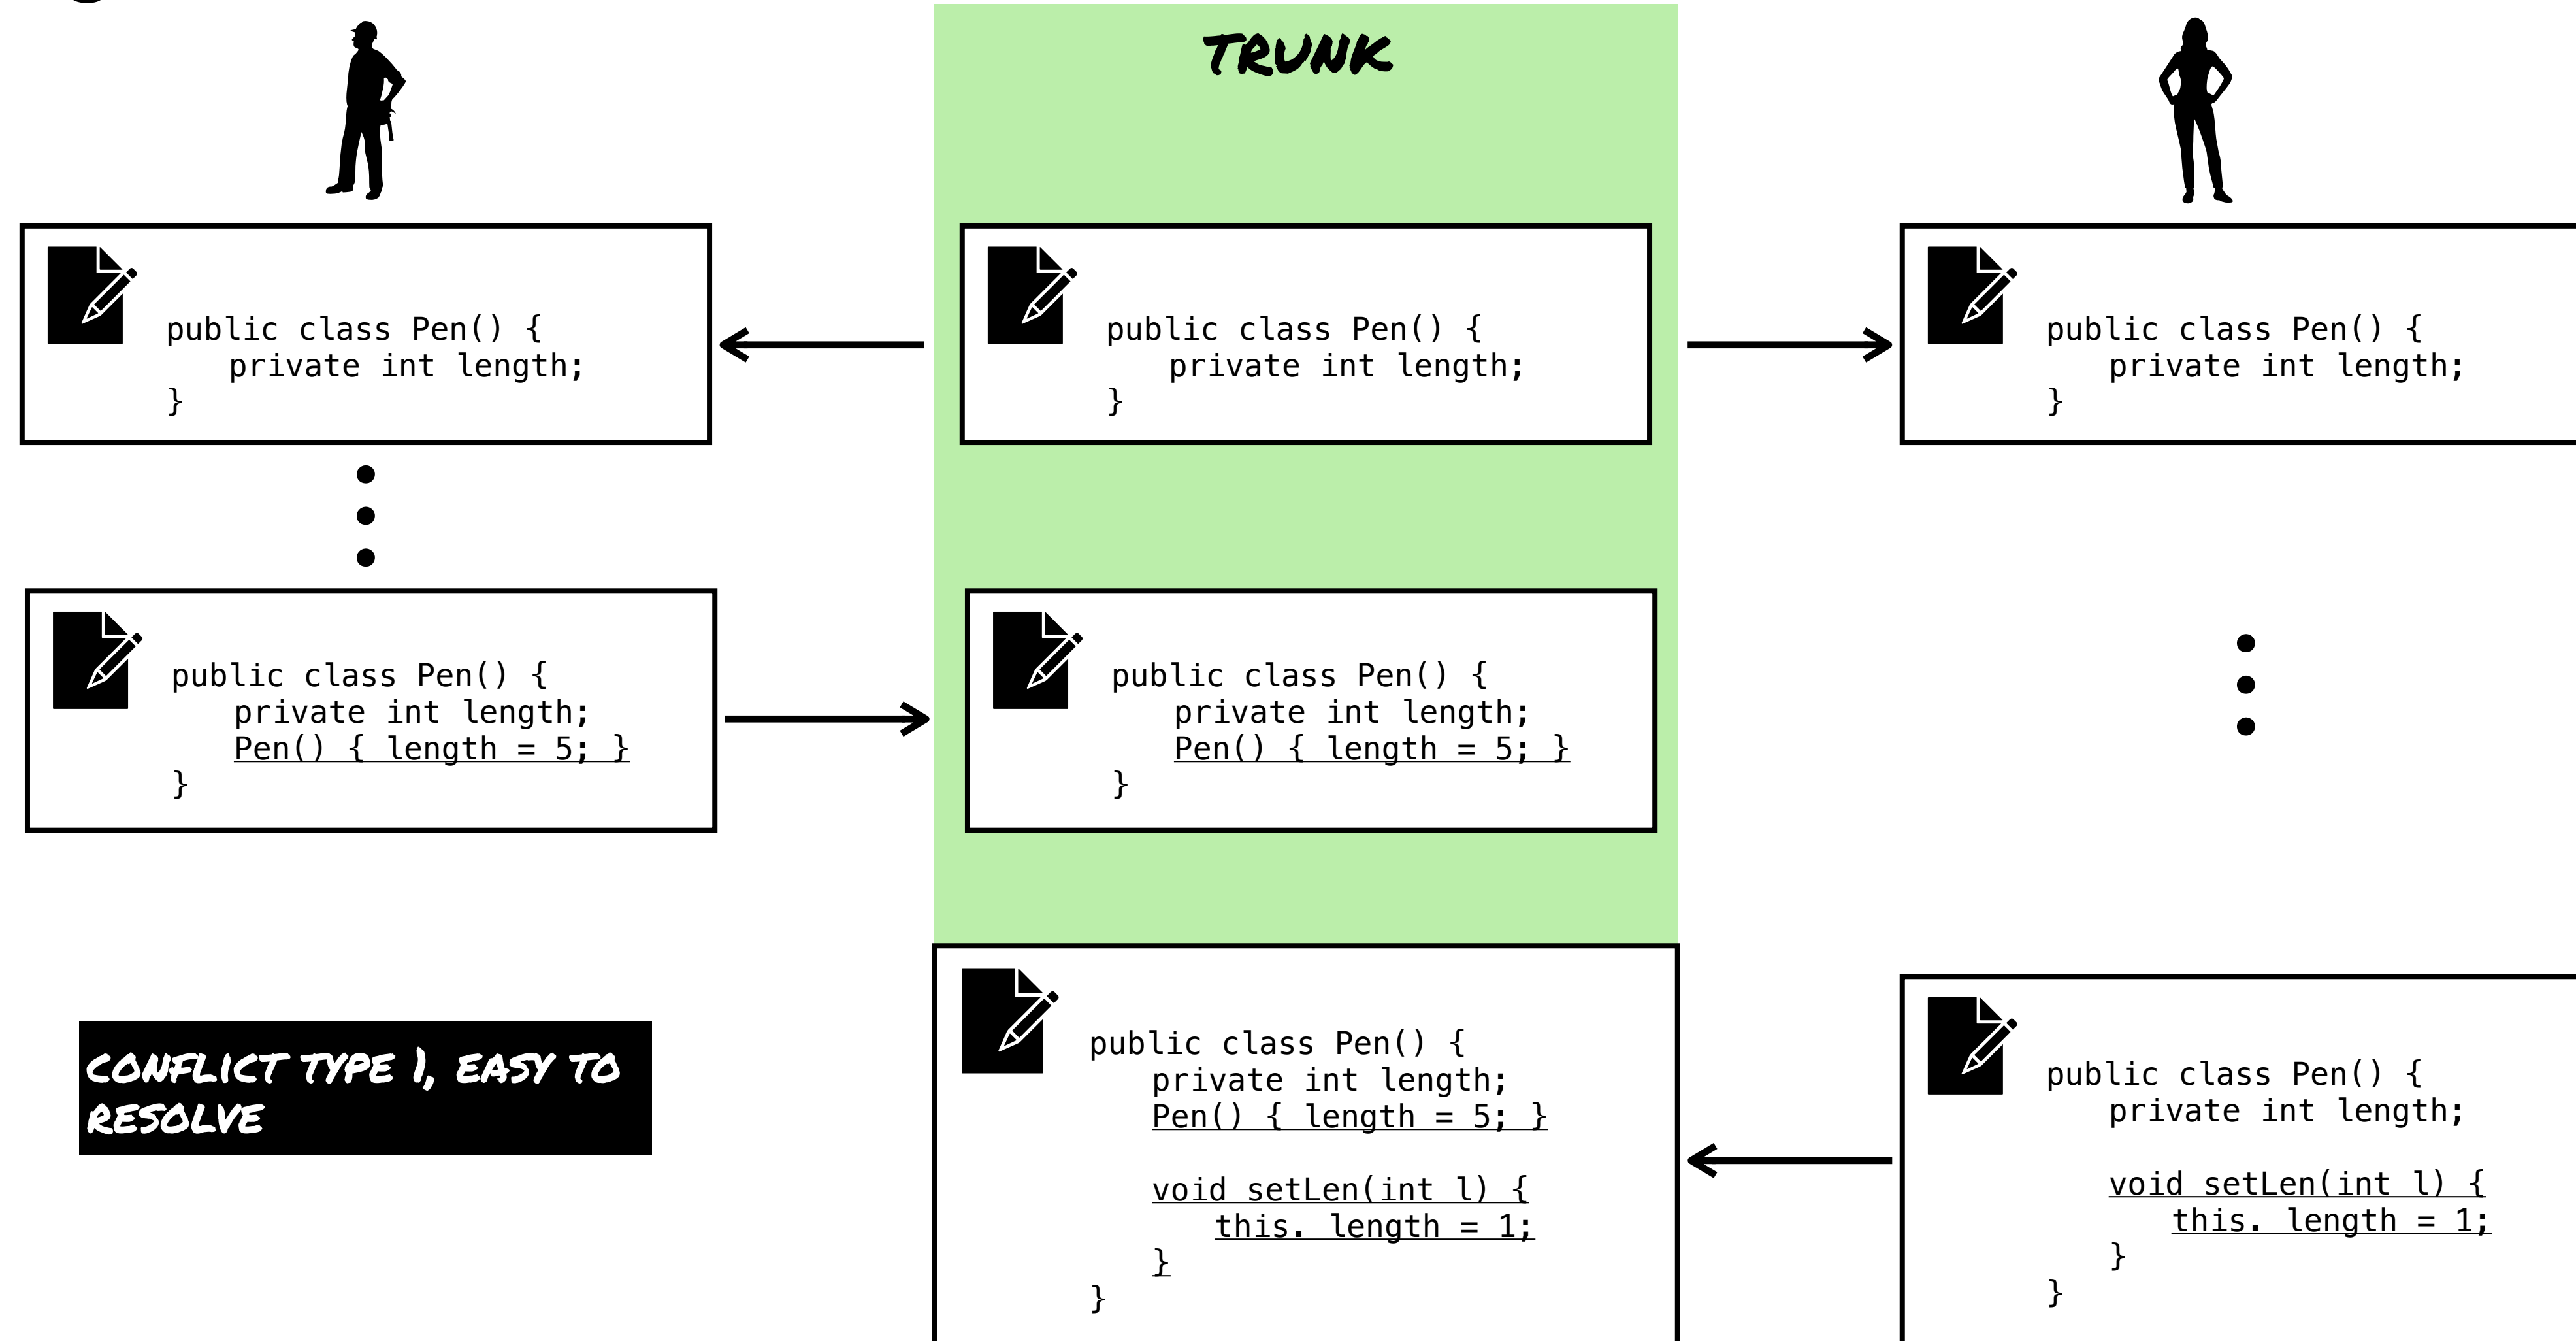 TRUNK
public class Pen() {
private int length;
}
public class Pen() {
private int length;
}
public class Pen() {
private int length;
}
public class Pen() {
private int length;
Pen() { length = 5; }
}
public class Pen() {
private int length;
Pen() { length = 5; }
}
CONFLICT TYPE 1, EASY TO
RESOLVE
public class Pen() {
private int length;
Pen() { length = 5; }
void setLen(int l) {
this. length = 1;
}
}
public class Pen() {
private int length;
void setLen(int l) {
this. length = 1;
}
}